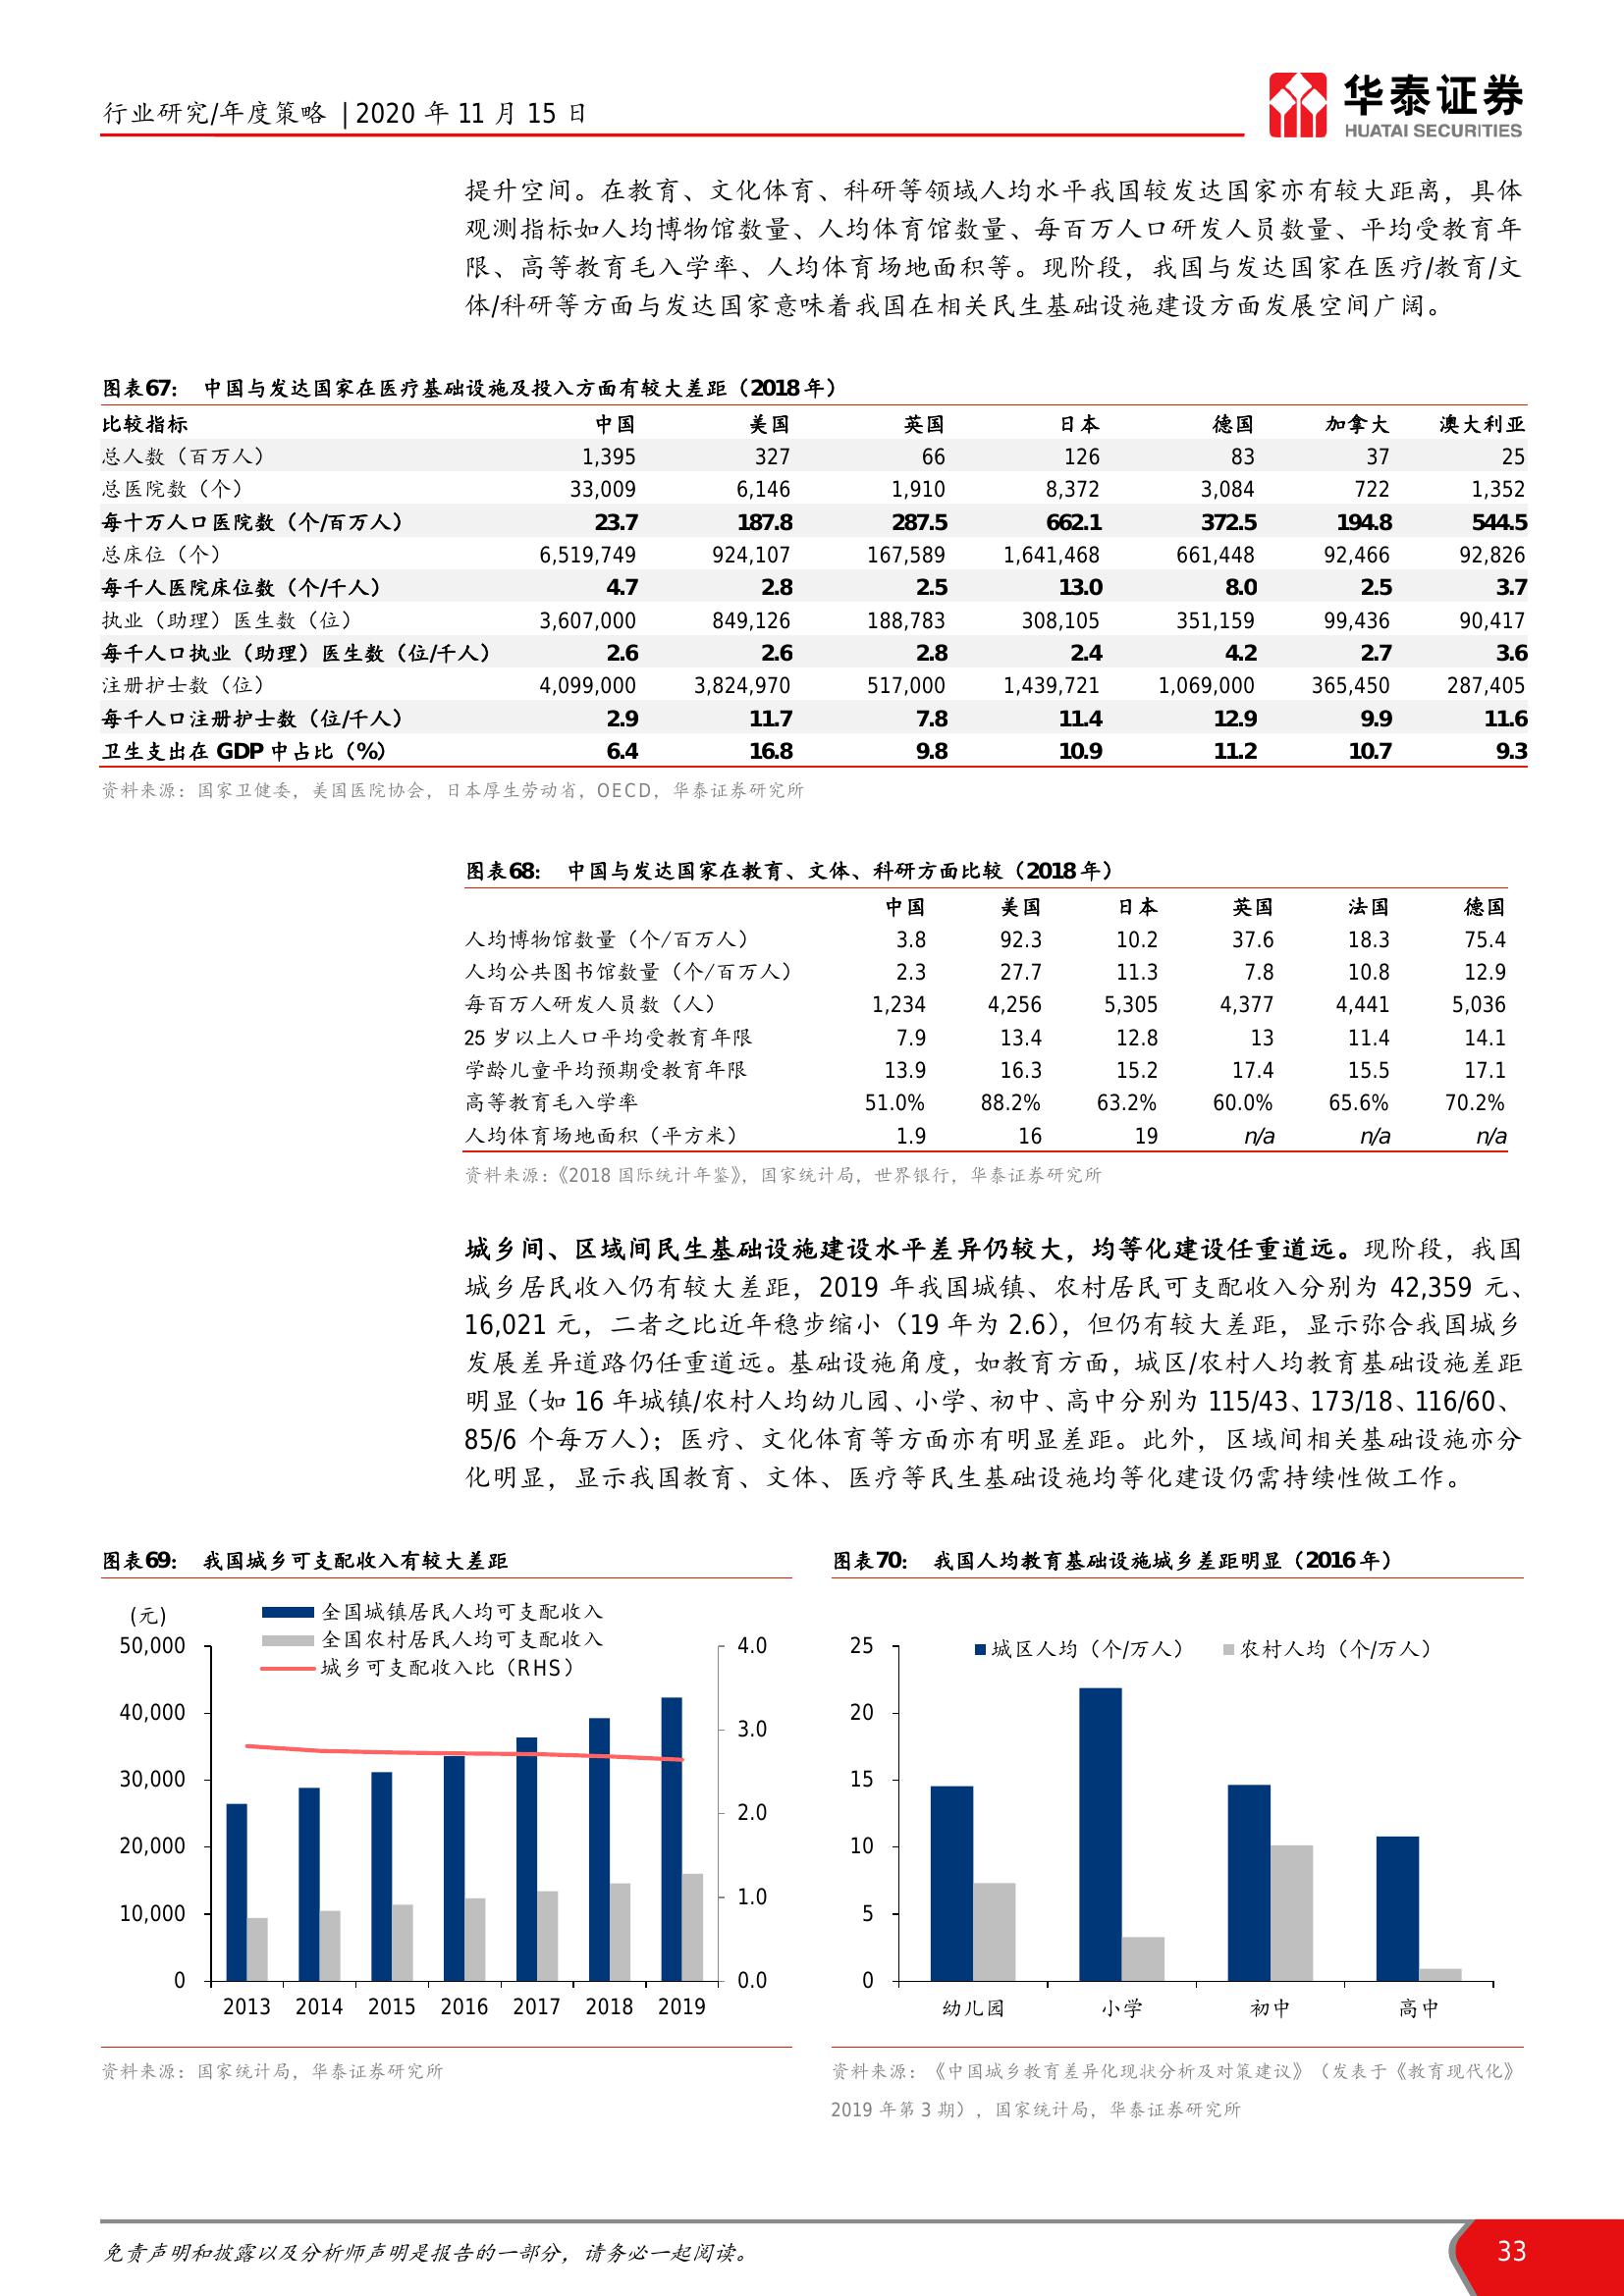 行业研究/年度策略 | 2020 年 11 月 15 日
华泰证券
HUATAI SECURITIES
提升空间。在教育、文化体育、科研等领域人均水平我国较发达国家亦有较大距离，具体
观测指标如人均博物馆数量、人均体育馆数量、每百万人口研发人员数量、平均受教育年
限、高等教育毛入学率、人均体育场地面积等。现阶段，我国与发达国家在医疗/教育/文
体/科研等方面与发达国家意味着我国在相关民生基础设施建设方面发展空间广阔。
图表67： 中国与发达国家在医疗基础设施及投入方面有较大差距（2018 年）
比较指标 中国 美国 英国 日本 德国 加拿大 澳大利亚
总人数（百万人） 1,395 327 66 126 83 37 25
总医院数（个） 33,009 6,146 1,910 8,372 3,084 722 1,352
每十万人口医院数（个/百万人） 23.7 187.8 287.5 662.1 372.5 194.8 544.5
总床位（个） 6,519,749 924,107 167,589 1,641,468 661,448 92,466 92,826
每千人医院床位数（个/千人） 4.7 2.8 2.5 13.0 8.0 2.5 3.7
执业（助理）医生数（位） 3,607,000 849,126 188,783 308,105 351,159 99,436 90,417
每千人口执业（助理）医生数（位/千人） 2.6 2.6 2.8 2.4 4.2 2.7 3.6
注册护士数（位） 4,099,000 3,824,970 517,000 1,439,721 1,069,000 365,450 287,405
每千人口注册护士数（位/千人） 2.9 11.7 7.8 11.4 12.9 9.9 11.6
卫生支出在 GDP 中占比（%） 6.4 16.8 9.8 10.9 11.2 10.7 9.3
资料来源：国家卫健委，美国医院协会，日本厚生劳动省，OECD，华泰证券研究所
图表68： 中国与发达国家在教育、文体、科研方面比较（2018 年）
中国 美国 日本 英国 法国 德国
人均博物馆数量（个/百万人） 3.8 92.3 10.2 37.6 18.3 75.4
人均公共图书馆数量（个/百万人） 2.3 27.7 11.3 7.8 10.8 12.9
每百万人研发人员数（人） 1,234 4,256 5,305 4,377 4,441 5,036
25 岁以上人口平均受教育年限 7.9 13.4 12.8 13 11.4 14.1
学龄儿童平均预期受教育年限 13.9 16.3 15.2 17.4 15.5 17.1
高等教育毛入学率 51.0% 88.2% 63.2% 60.0% 65.6% 70.2%
人均体育场地面积（平方米） 1.9 16 19 n/a n/a n/a
资料来源：《2018 国际统计年鉴》，国家统计局，世界银行，华泰证券研究所
城乡间、区域间民生基础设施建设水平差异仍较大，均等化建设任重道远。现阶段，我国
城乡居民收入仍有较大差距，2019 年我国城镇、农村居民可支配收入分别为 42,359 元、
16,021 元，二者之比近年稳步缩小（19 年为 2.6），但仍有较大差距，显示弥合我国城乡
发展差异道路仍任重道远。基础设施角度，如教育方面，城区/农村人均教育基础设施差距
明显（如 16 年城镇/农村人均幼儿园、小学、初中、高中分别为 115/43、173/18、116/60、
85/6 个每万人）；医疗、文化体育等方面亦有明显差距。此外，区域间相关基础设施亦分
化明显，显示我国教育、文体、医疗等民生基础设施均等化建设仍需持续性做工作。
图表69： 我国城乡可支配收入有较大差距
(元)
全国城镇居民人均可支配收入
全国农村居民人均可支配收入
城乡可支配收入比（RHS）
50,000
40,000
30,000
20,000
10,000
0
4.0
3.0
2.0
1.0
0.0
2013 2014 2015 2016 2017 2018 2019
资料来源：国家统计局，华泰证券研究所
图表70： 我国人均教育基础设施城乡差距明显（2016 年）
城区人均（个/万人） 农村人均（个/万人）
25
20
15
10
5
0
幼儿园 小学 初中 高中
资料来源：《中国城乡教育差异化现状分析及对策建议》（发表于《教育现代化》
2019 年第 3 期），国家统计局，华泰证券研究所
免责声明和披露以及分析师声明是报告的一部分，请务必一起阅读。
33